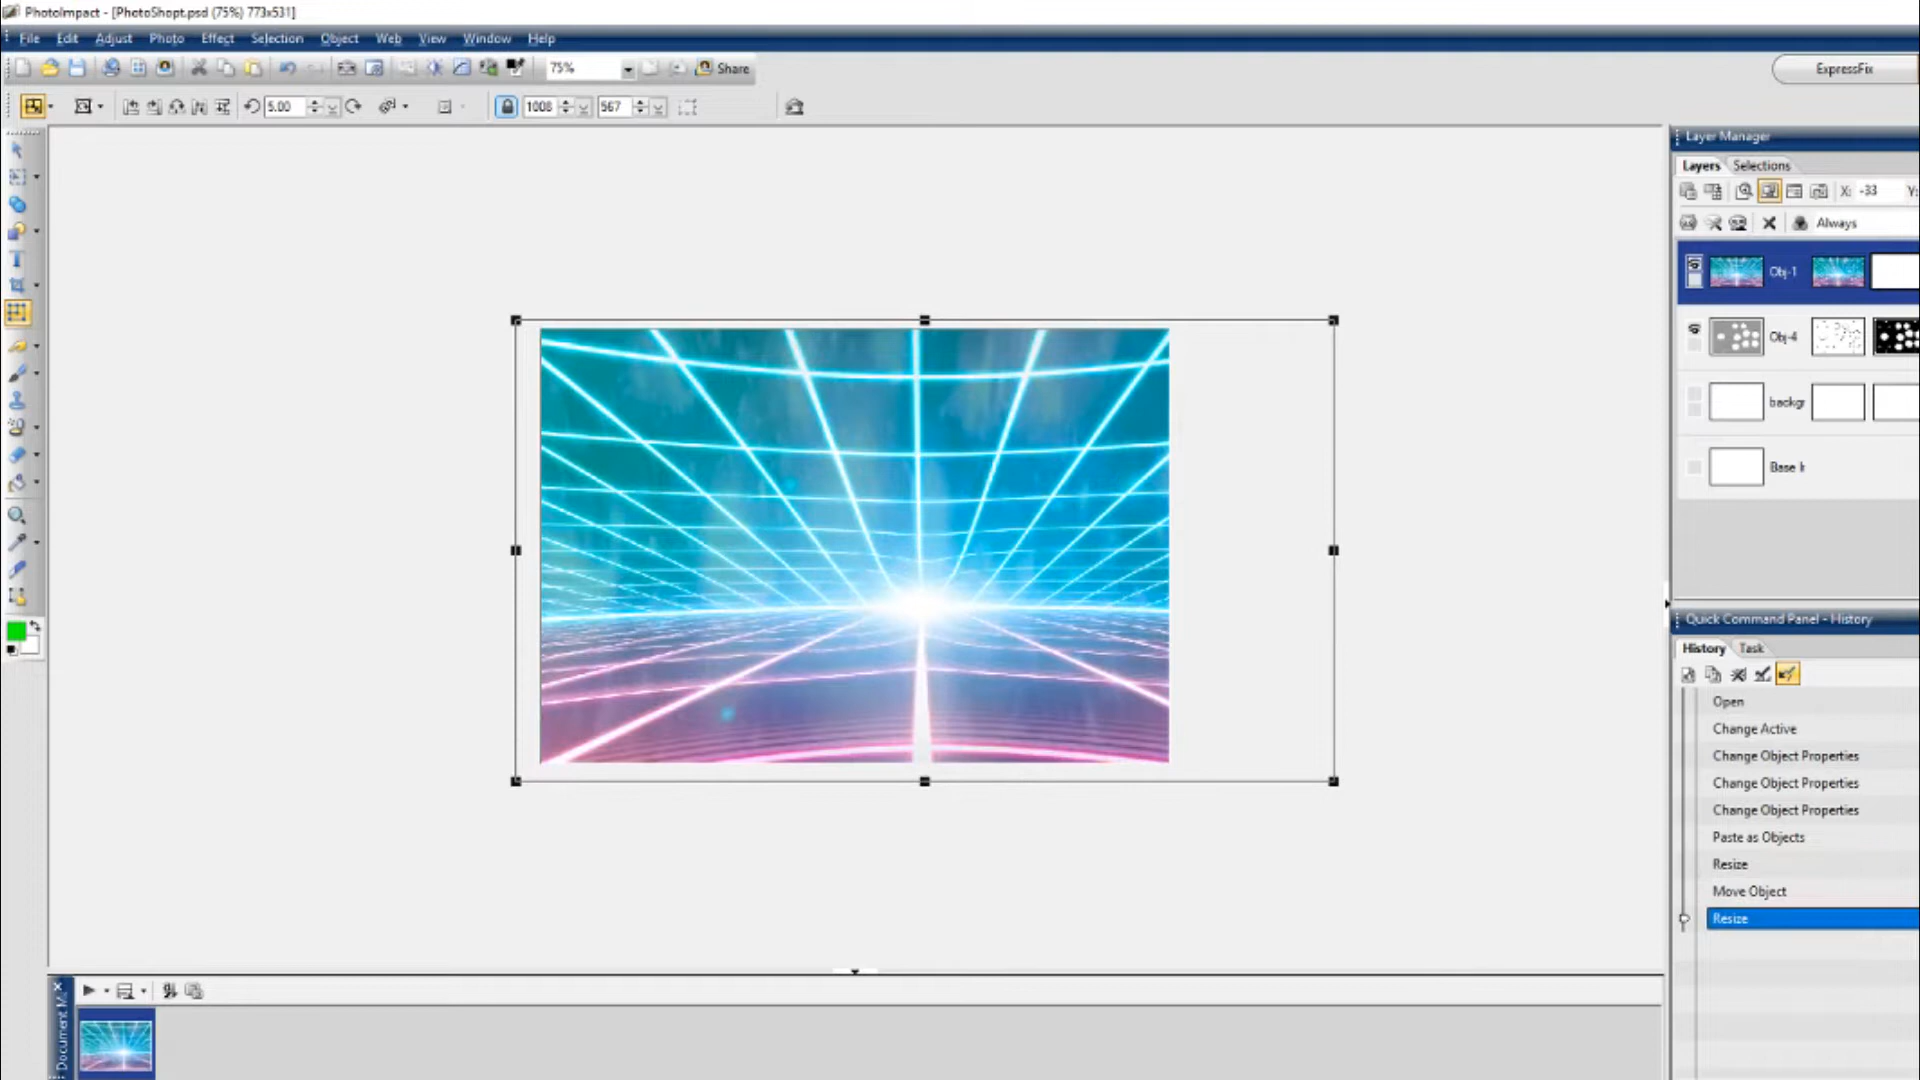 PhotoImpact - [PhotoShopt.psd (75%) 773x531]
File Edit Adjust Photo Effect Selection Object Web View Window Help
75% Share
ExpressFix
5.00 1008 567
Layer Manager
Layers Selections
X: -33 Y:
Always
Obj-1
Obj-4
backgr
Base I
Quick Command Panel - History
History Task
Open
Change Active
Change Object Properties
Change Object Properties
Change Object Properties
Paste as Objects
Resize
Move Object
Resize
Document M